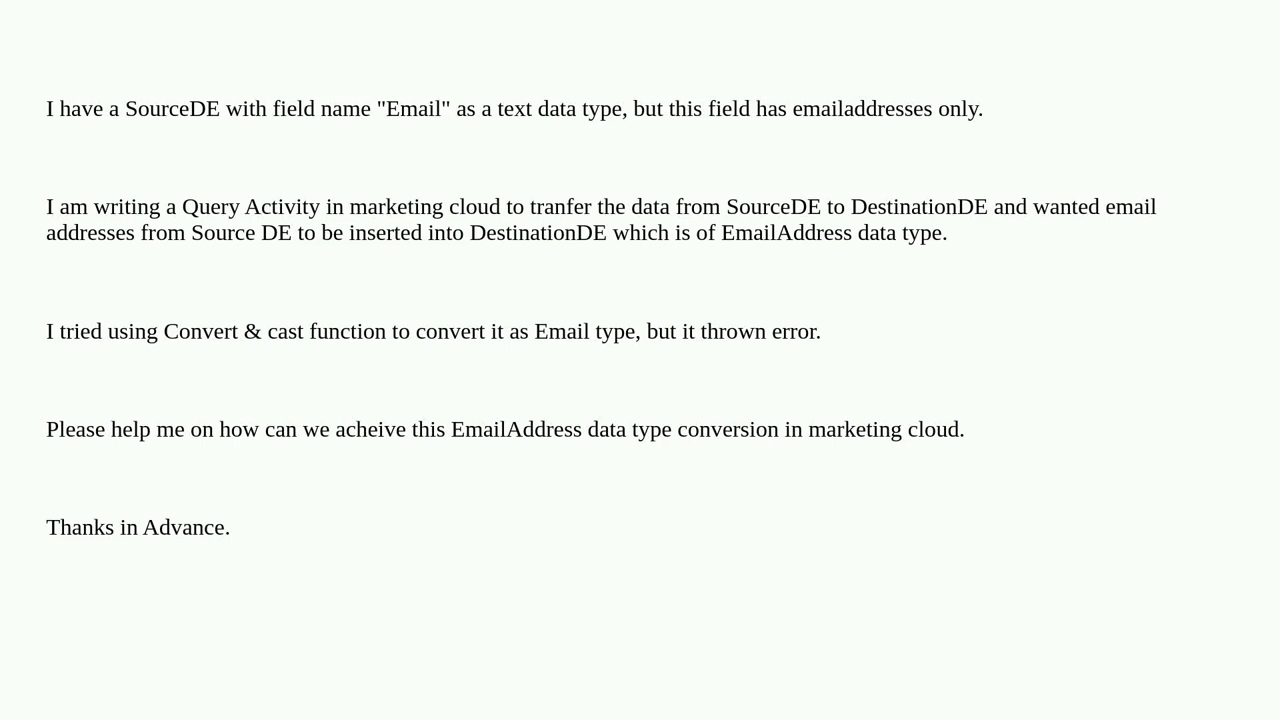 I have a SourceDE with field name "Email" as a text data type, but this field has emailaddresses only.
I am writing a Query Activity in marketing cloud to tranfer the data from SourceDE to DestinationDE and wanted email
addresses from Source DE to be inserted into DestinationDE which is of EmailAddress data type.
I tried using Convert & cast function to convert it as Email type, but it thrown error.
Please help me on how can we acheive this EmailAddress data type conversion in marketing cloud.
Thanks in Advance.